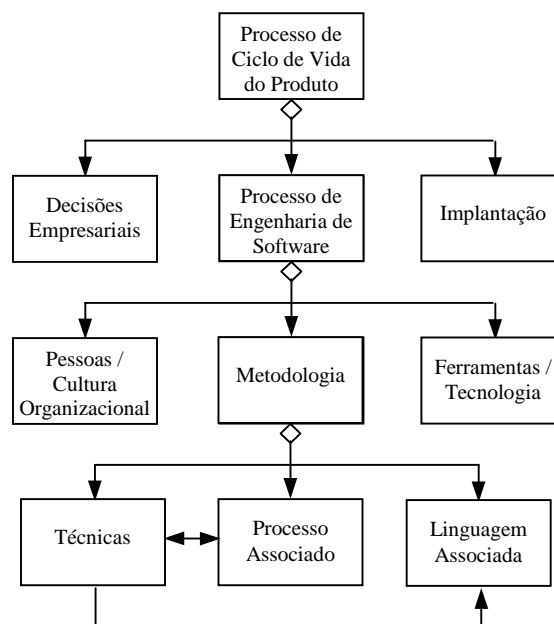 Processo de
Ciclo de Vida
do Produto
Decisões
Empresariais
Processo de
Engenharia de
Software
Implantação
Pessoas /
Cultura
Organizacional
Metodologia
Ferramentas /
Tecnologia
Técnicas
Processo
Associado
Linguagem
Associada